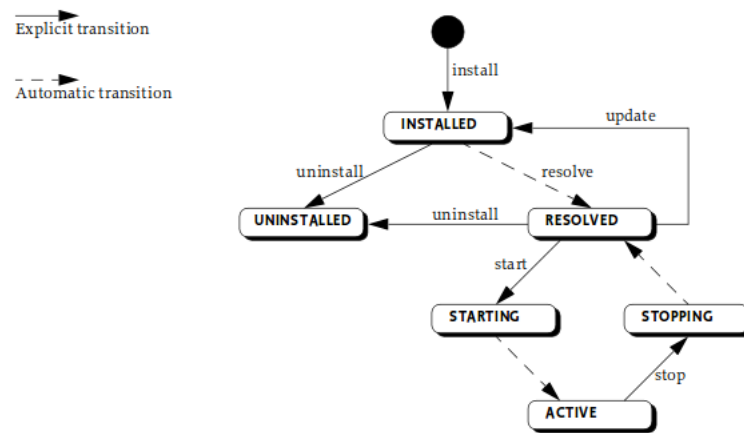 Explicit transition
Automatic transition
install
INSTALLED
update
uninstall
resolve
UNINSTALLED
uninstall
RESOLVED
start
STARTING
STOPPING
stop
ACTIVE